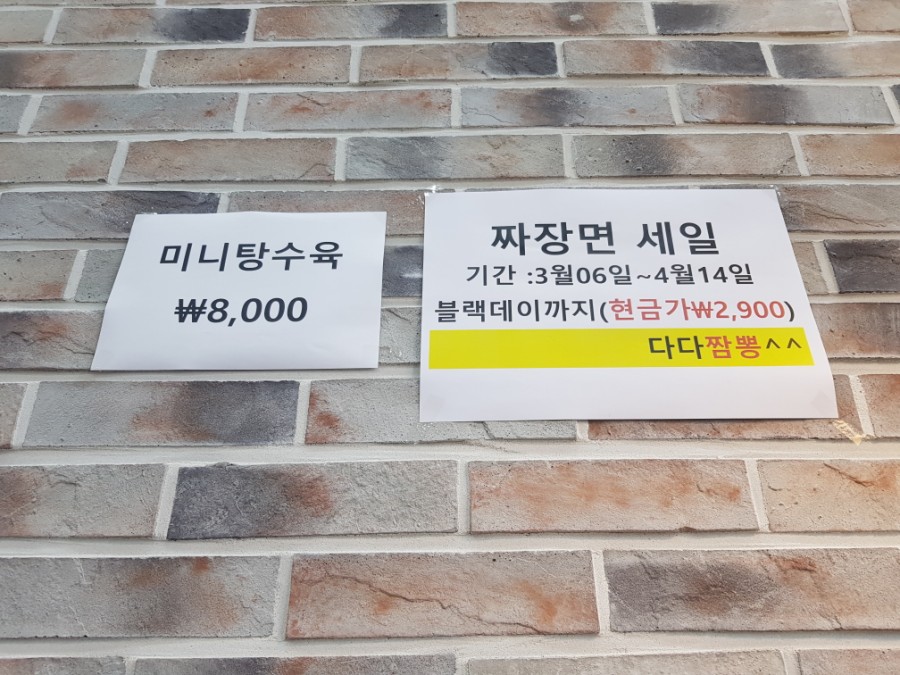 미니탕수육
₩8,000
짜장면 세일
기간 :3월06일~4월14일
블랙데이까지(현금가₩2,900)
다다짬뽕^^